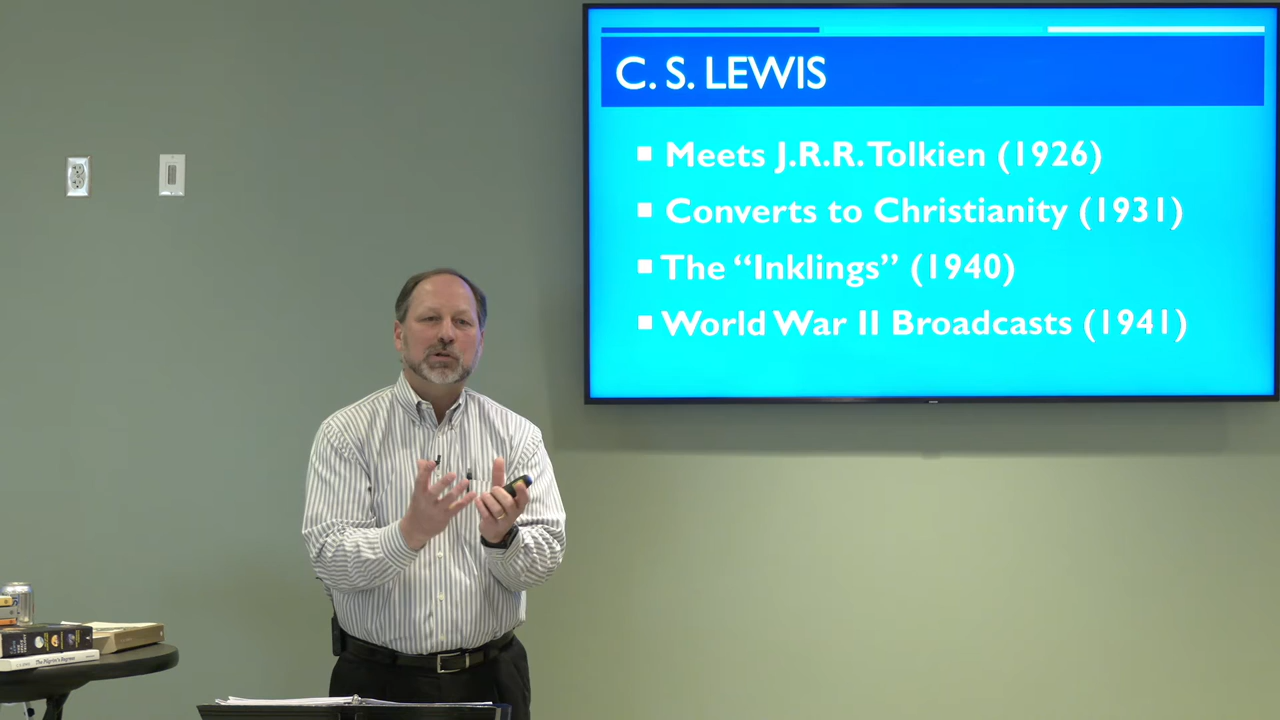 C. S. LEWIS
Meets J.R.R. Tolkien (1926)
Converts to Christianity (1931)
The “Inklings” (1940)
World War II Broadcasts (1941)
The Pilgrim's Regress